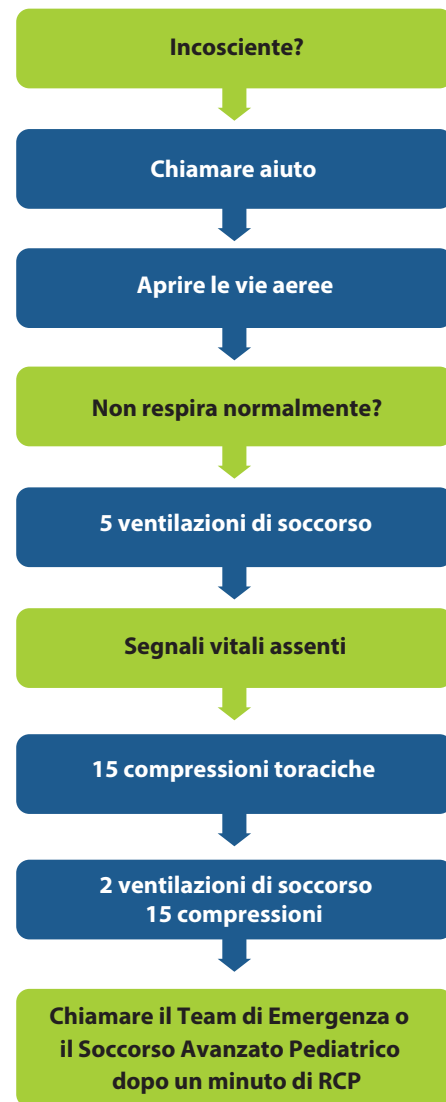 Incosciente?
Chiamare aiuto
Aprire le vie aeree
Non respira normalmente?
5 ventilazioni di soccorso
Segnali vitali assenti
15 compressioni toraciche
2 ventilazioni di soccorso
15 compressioni
Chiamare il Team di Emergenza o
il Soccorso Avanzato Pediatrico
dopo un minuto di RCP